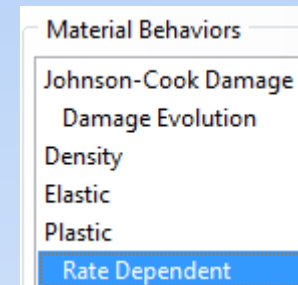 Material Behaviors
Johnson-Cook Damage
Damage Evolution
Density
Elastic
Plastic
Rate Dependent